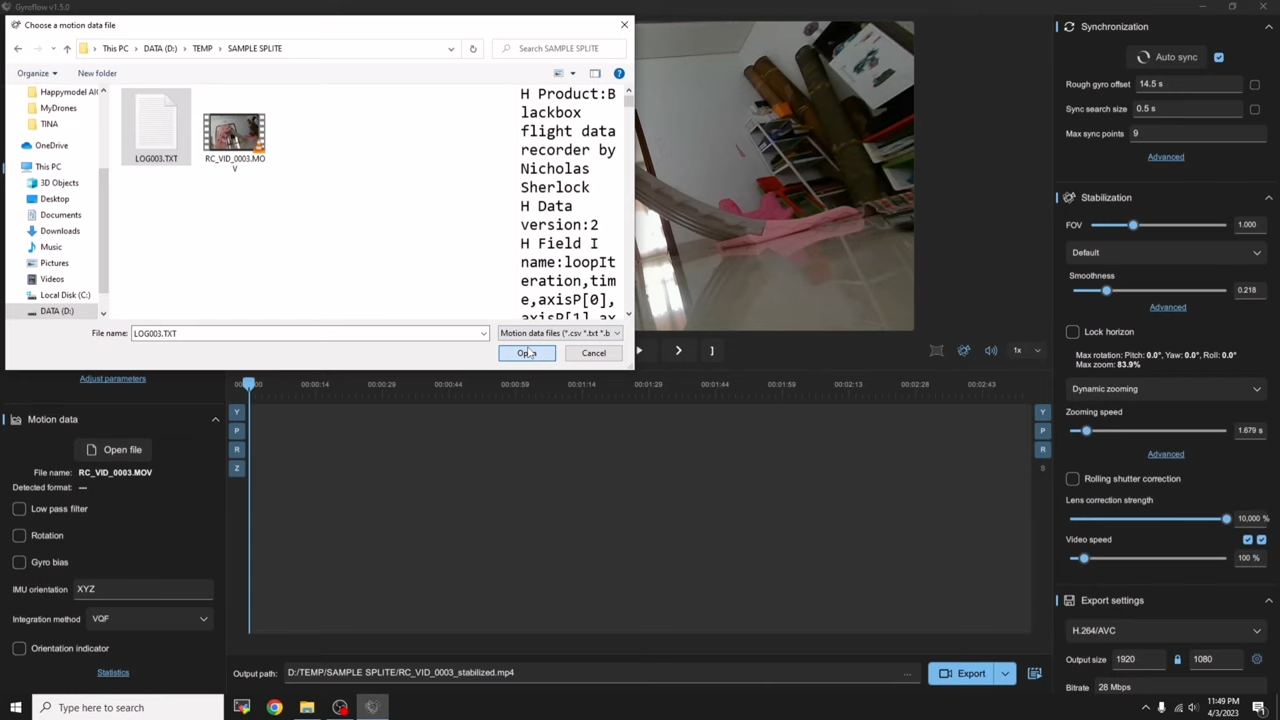 Gyroflow v1.5.0
Choose a motion data file
This PC
DATA (D:)
TEMP
SAMPLE SPLITE
Search SAMPLE SPLITE
Organize
New folder
MyDrones
TINA
OneDrive
This PC
3D Objects
Desktop
Documents
Downloads
Music
Pictures
Videos
Local Disk (C:)
DATA (D:)
LOG003.TXT
RC_VID_0003.MO
V
H Product:B
lackbox
flight data
recorder by
Nicholas
Sherlock
H Data
version:2
H Field I
name:loopIt
eration,tim
e,axisP[0],
axisP[1],ax
File name:
LOG003.TXT
Motion data files (*.csv *.txt *.b
Open
Cancel
Adjust parameters
Motion data
Open file
File name: RC_VID_0003.MOV
Detected format: ---
Low pass filter
Rotation
Gyro bias
IMU orientation
XYZ
Integration method
VQF
Orientation indicator
Statistics
]
1x
00:00:14
00:00:29
00:00:44
00:00:59
00:01:14
00:01:29
00:01:44
00:01:59
00:02:13
00:02:28
00:02:43
Y
P
R
Z
Y
P
R
S
Output path:
D:/TEMP/SAMPLE SPLITE/RC_VID_0003_stabilized.mp4
...
Export
Synchronization
Auto sync
Rough gyro offset
14.5 s
Sync search size
0.5 s
Max sync points
9
Advanced
Stabilization
FOV
1.000
Default
Smoothness
0.218
Advanced
Lock horizon
Max rotation: Pitch: 0.0°, Yaw: 0.0°, Roll: 0.0°
Max zoom: 83.9%
Dynamic zooming
Zooming speed
1.679 s
Advanced
Rolling shutter correction
Lens correction strength
10,000 %
Video speed
100 %
Export settings
H.264/AVC
Output size
1920
1080
Bitrate
28 Mbps
Type here to search
11:49 PM
4/3/2023